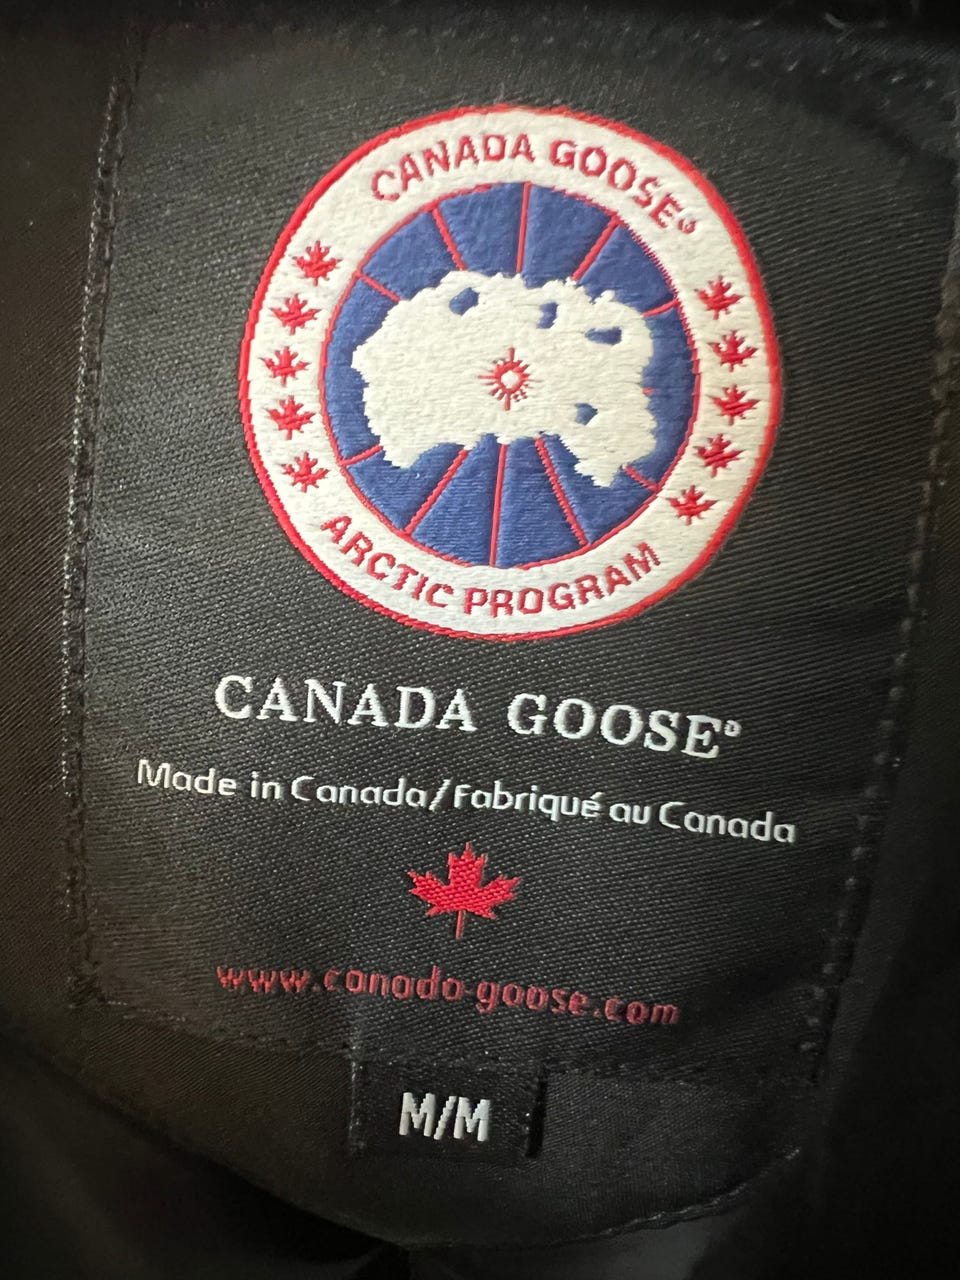 CANADA GOOSE®
ARCTIC PROGRAM
CANADA GOOSE®
Made in Canada/Fabriqué au Canada
www.canada-goose.com
M/M